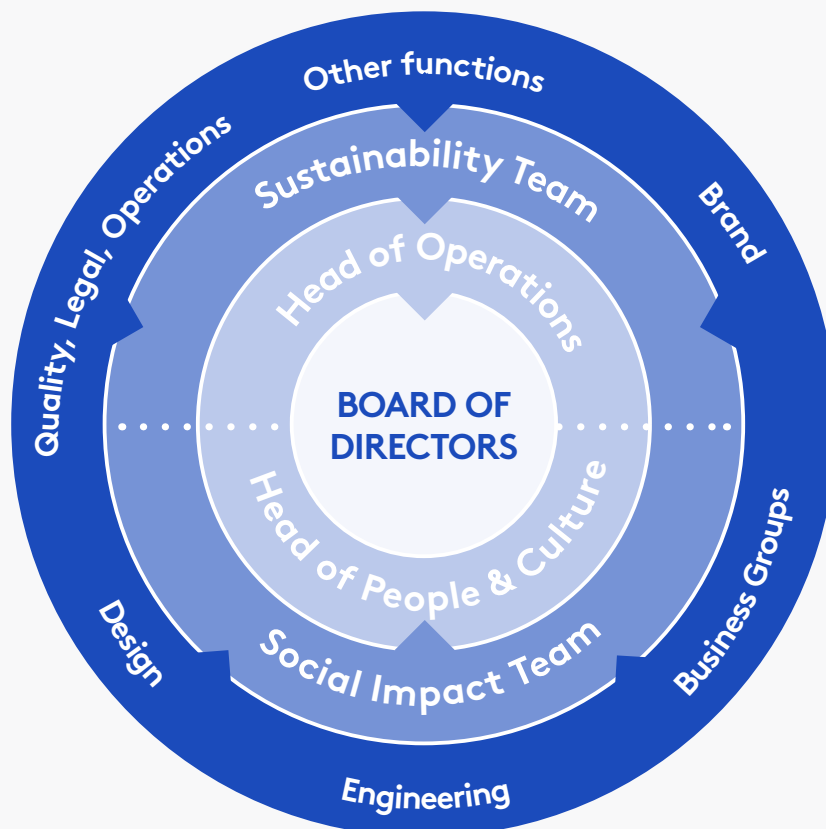 Other functions
Quality, Legal, Operations
Brand
Sustainability Team
Head of Operations
BOARD OF
DIRECTORS
Head of People & Culture
Social Impact Team
Design
Business Groups
Engineering